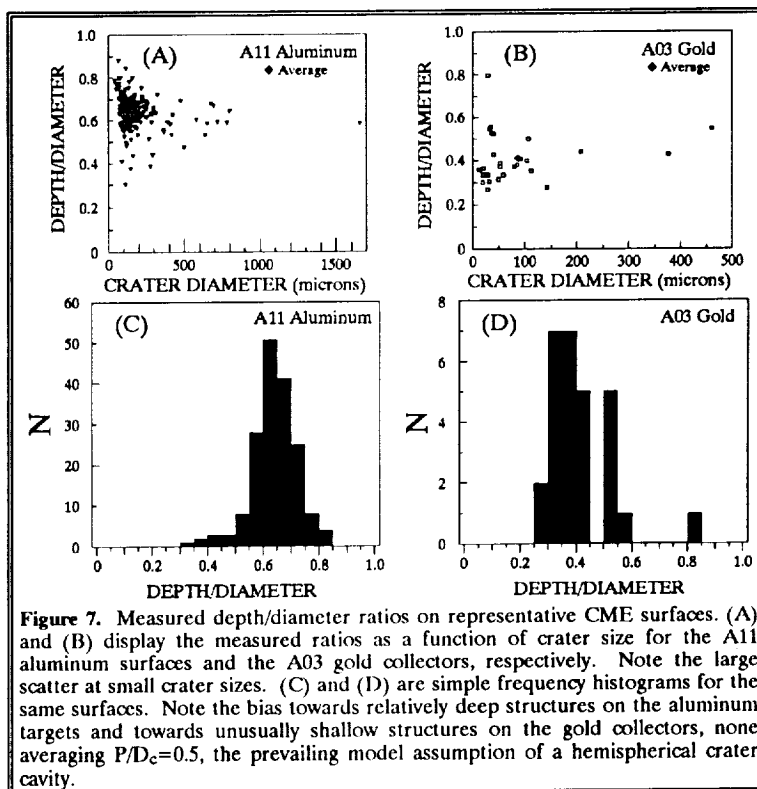 (A)
A11 Aluminum
◆ Average
DEPTH/DIAMETER
1.0
0.8
0.6
0.4
0.2
0
0
500
1000
1500
CRATER DIAMETER (microns)
(B)
A03 Gold
◆ Average
DEPTH/DIAMETER
1.0
0.8
0.6
0.4
0.2
0
0
100
200
300
400
500
CRATER DIAMETER (microns)
(C)
A11 Aluminum
N
60
50
40
30
20
10
0
0
0.2
0.4
0.6
0.8
1.0
DEPTH/DIAMETER
(D)
A03 Gold
N
8
6
4
2
0
0
0.2
0.4
0.6
0.8
1.0
DEPTH/DIAMETER
Figure 7. Measured depth/diameter ratios on representative CME surfaces. (A)
and (B) display the measured ratios as a function of crater size for the A11
aluminum surfaces and the A03 gold collectors, respectively. Note the large
scatter at small crater sizes. (C) and (D) are simple frequency histograms for the
same surfaces. Note the bias towards relatively deep structures on the aluminum
targets and towards unusually shallow structures on the gold collectors, none
averaging P/Dc=0.5, the prevailing model assumption of a hemispherical crater
cavity.